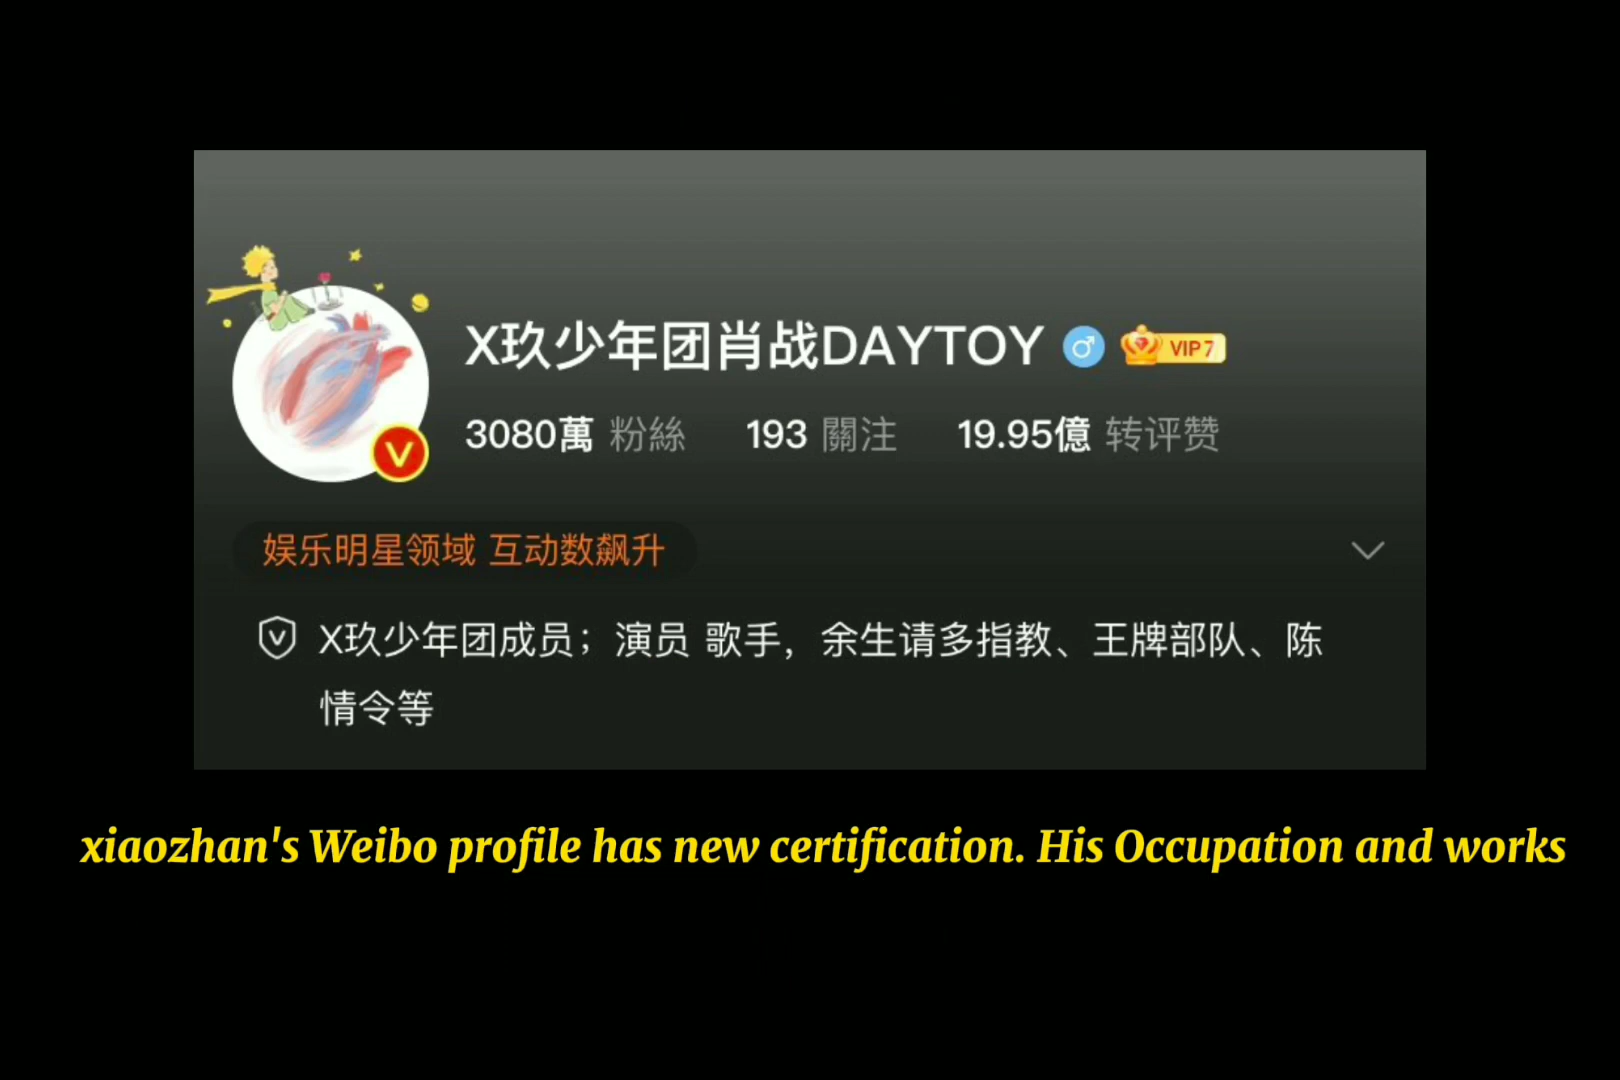 X玖少年团肖战DAYTOY VIP 7
3080萬 粉絲 193 關注 19.95億 转评赞
娱乐明星领域 互动数飙升
X玖少年团成员；演员 歌手，余生请多指教、王牌部队、陈
情令等
xiaozhan's Weibo profile has new certification. His Occupation and works